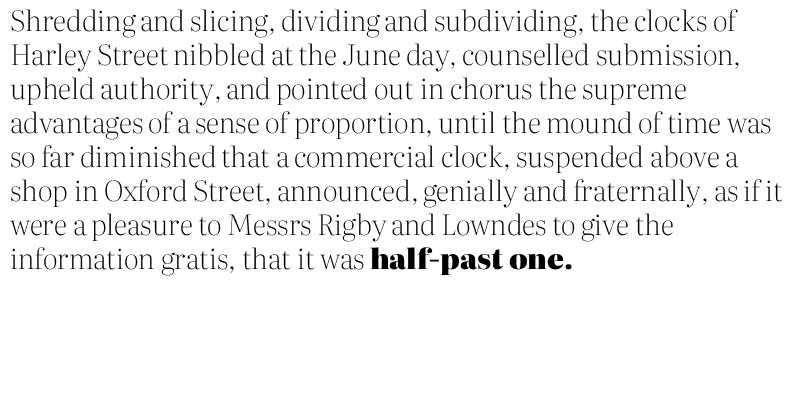 Shredding and slicing, dividing and subdividing, the clocks of
Harley Street nibbled at the June day, counselled submission,
upheld authority, and pointed out in chorus the supreme
advantages of a sense of proportion, until the mound of time was
so far diminished that a commercial clock, suspended above a
shop in Oxford Street, announced, genially and fraternally, as if it
were a pleasure to Messrs Rigby and Lowndes to give the
information gratis, that it was half-past one.